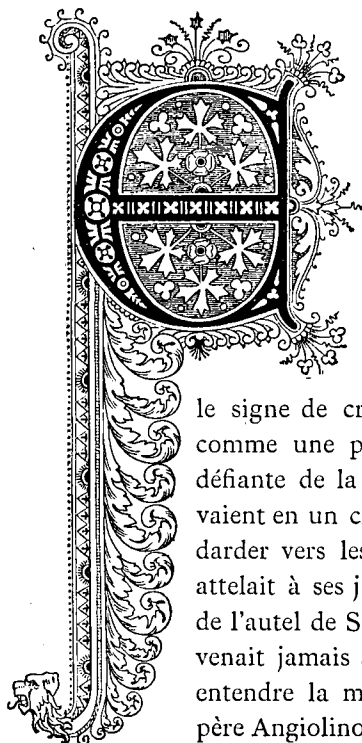 E
le signe de cr
comme une p
défiante de la
vaient en un c
darder vers les
attelait à ses j
de l'autel de S
venait jamais
entendre la m
père Angiolino